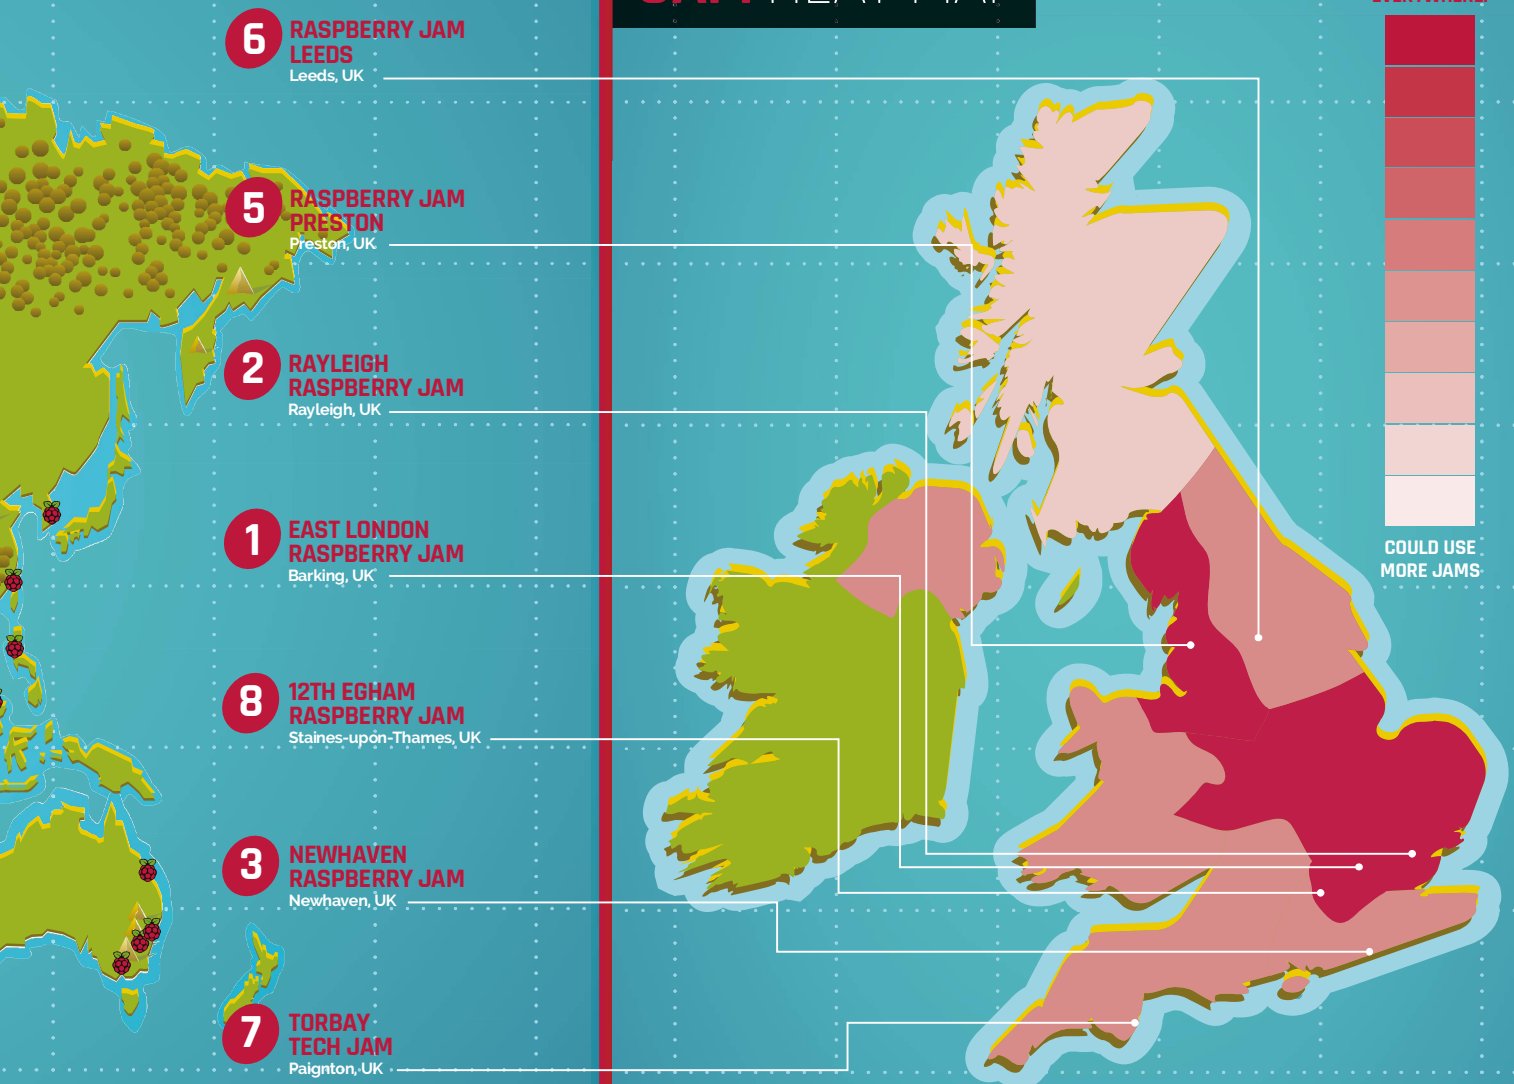 6
RASPBERRY JAM
LEEDS
Leeds, UK
5
RASPBERRY JAM
PRESTON
Preston, UK
2
RAYLEIGH
RASPBERRY JAM
Rayleigh, UK
1
EAST LONDON
RASPBERRY JAM
Barking, UK
8
12TH EGHAM
RASPBERRY JAM
Staines-upon-Thames, UK
3
NEWHAVEN
RASPBERRY JAM
Newhaven, UK
7
TORBAY
TECH JAM
Paignton, UK
COULD USE
MORE JAMS